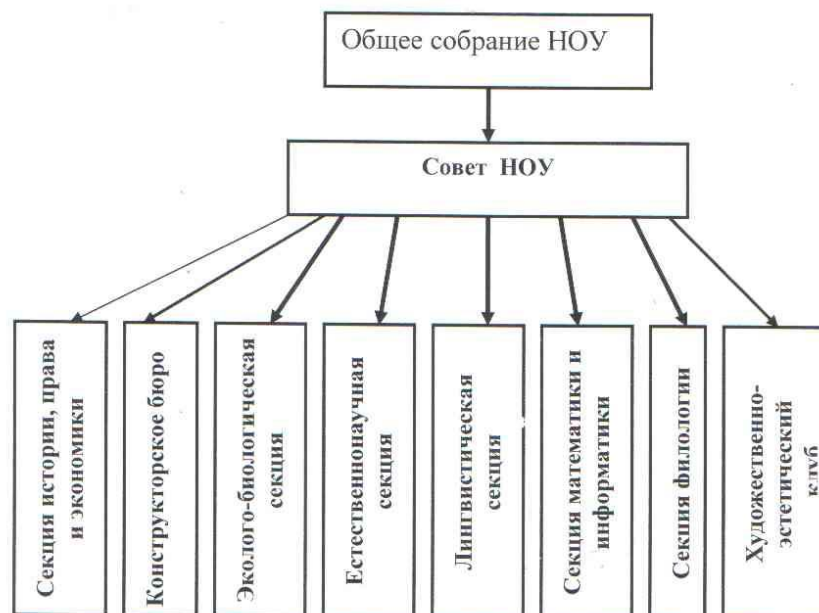 Общее собрание НОУ
Совет НОУ
Секция истории, права
и экономики
Конструкторское бюро
Эколого-биологическая
секция
Естественнонаучная
секция
Лингвистическая
секция
Секция математики и
информатики
Секция филологии
Художественно-
эстетический
клуб